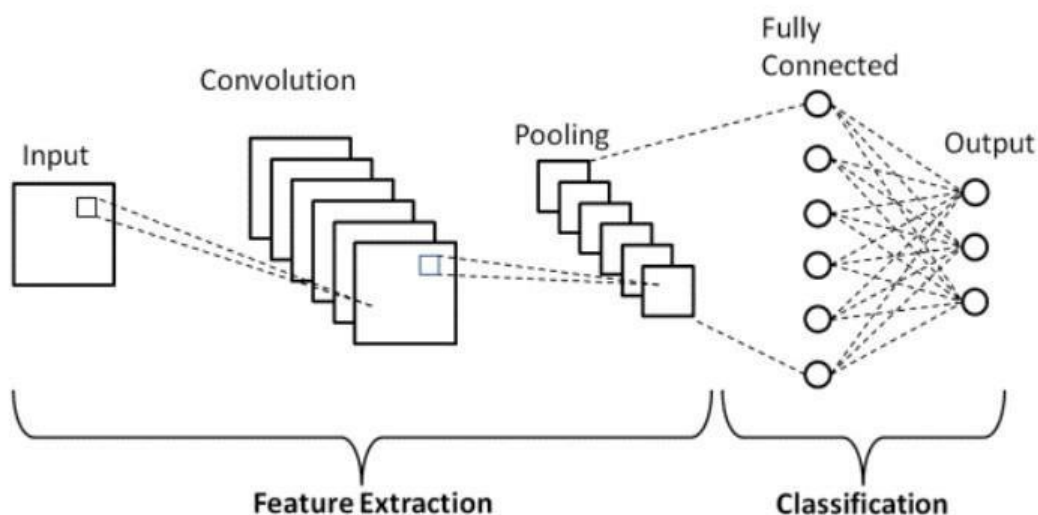 Input
Convolution
Pooling
Fully
Connected
Output
Feature Extraction
Classification